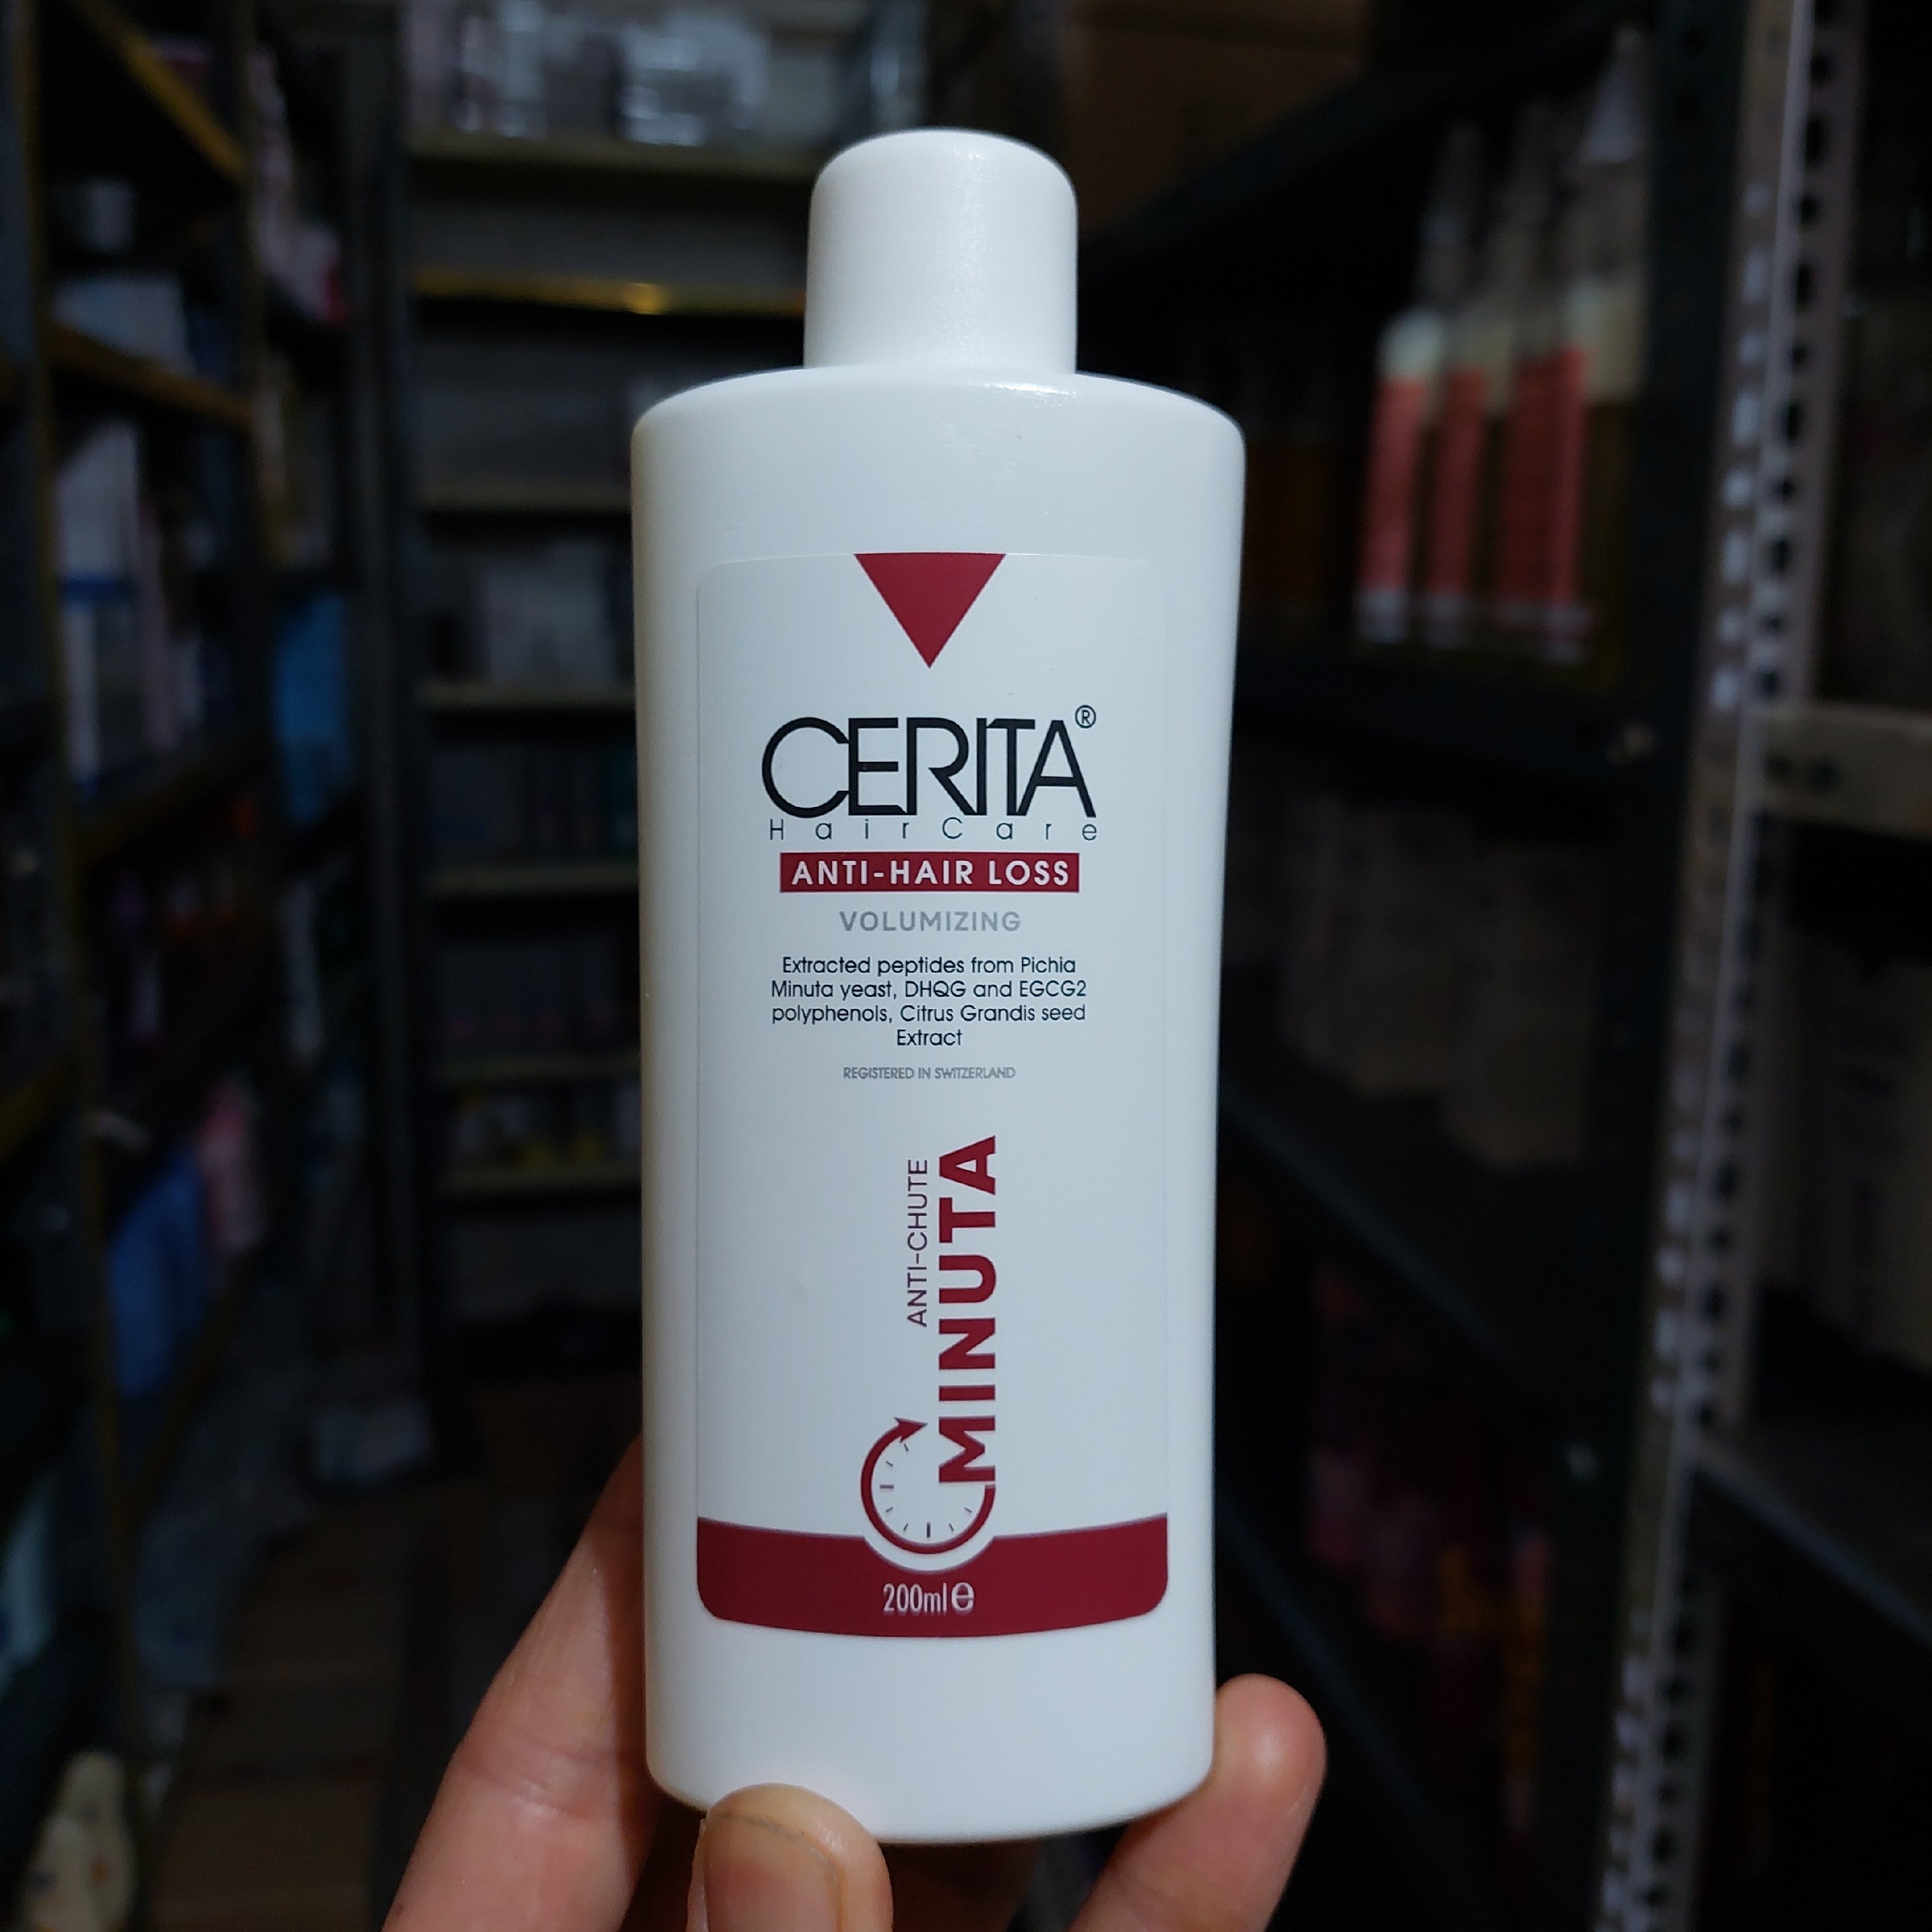 CERITA®
HairCare
ANTI-HAIR LOSS
VOLUMIZING
Extracted peptides from Pichia
Minuta yeast, DHQG and EGCG2
polyphenols, Citrus Grandis seed
Extract
REGISTERED IN SWITZERLAND
ANTI-CHUTE
MINUTA
200ml℮